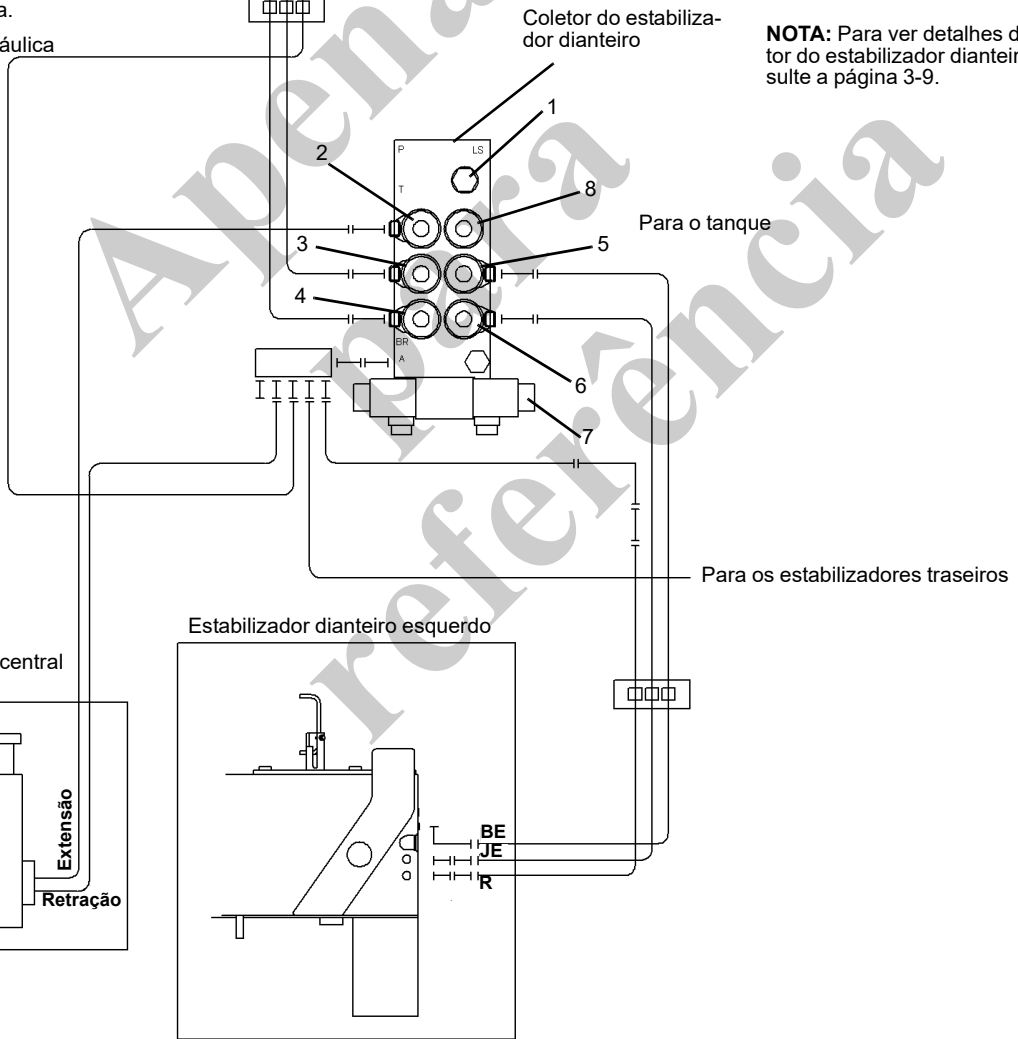 a.
áulica
Coletor do estabiliza-
dor dianteiro
NOTA: Para ver detalhes d
tor do estabilizador dianteir
sulte a página 3-9.
1
P
LS
2
T
8
Para o tanque
3
5
4
BR
A
6
7
Para os estabilizadores traseiros
Estabilizador dianteiro esquerdo
central
Extensão
Retração
BE
JE
R
Apenas
para
referência